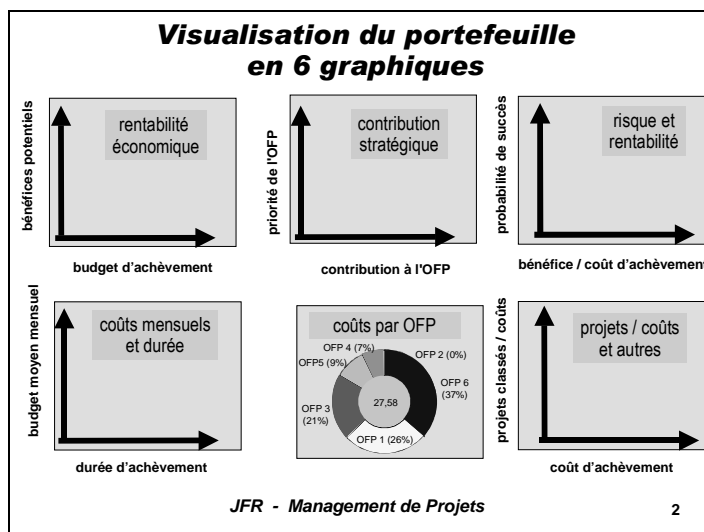 Visualisation du portefeuille
en 6 graphiques
bénéfices potentiels
rentabilité
économique
budget d'achèvement
priorité de l'OFP
contribution
stratégique
contribution à l'OFP
probabilité de succès
risque et
rentabilité
bénéfice / coût d'achèvement
budget moyen mensuel
coûts mensuels
et durée
durée d'achèvement
coûts par OFP
OFP 4 (7%)
OFP 2 (0%)
OFP5 (9%)
OFP 6
(37%)
OFP 3
(21%)
27,58
OFP 1 (26%)
projets classés / coûts
projets / coûts
et autres
coût d'achèvement
JFR - Management de Projets
2